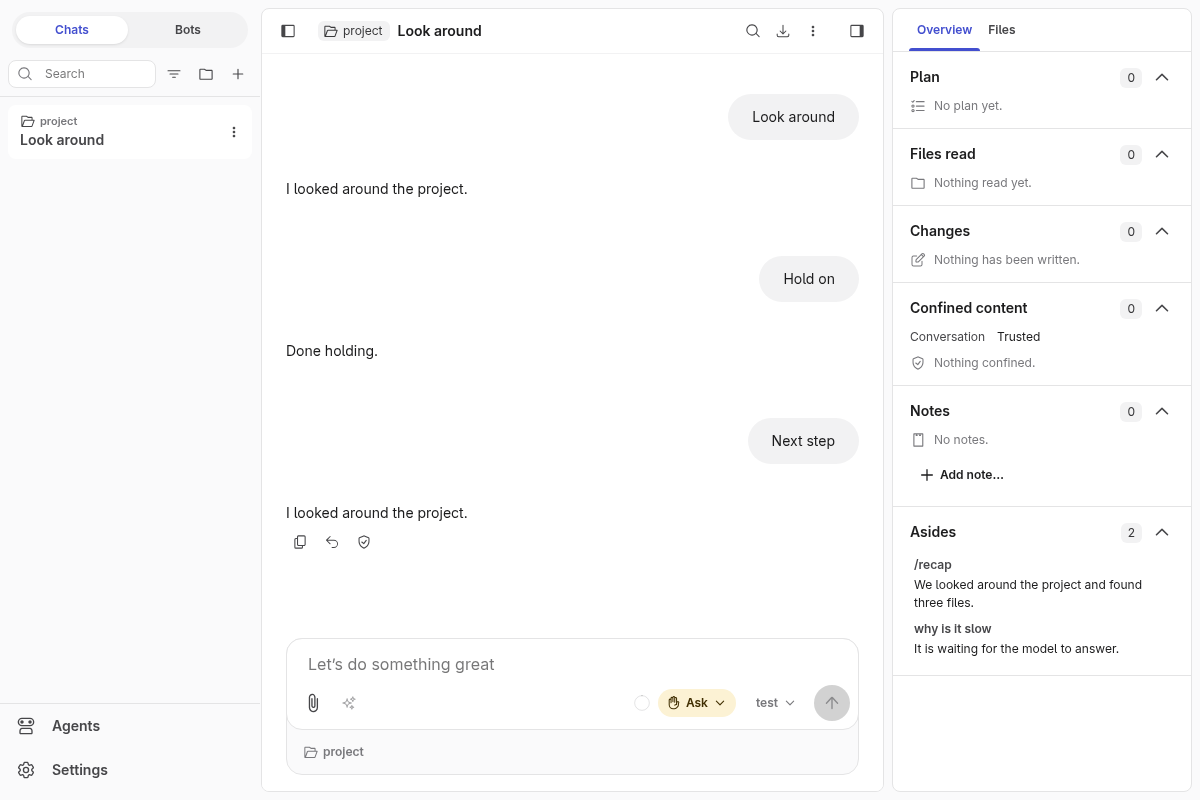 Chats
Bots
Search
project
Look around
Agents
Settings
project
Look around
Look around
I looked around the project.
Hold on
Done holding.
Next step
I looked around the project.
Let's do something great
Ask
test
project
Overview
Files
Plan
0
No plan yet.
Files read
0
Nothing read yet.
Changes
0
Nothing has been written.
Confined content
0
Conversation Trusted
Nothing confined.
Notes
0
No notes.
Add note...
Asides
2
/recap
We looked around the project and found
three files.
why is it slow
It is waiting for the model to answer.